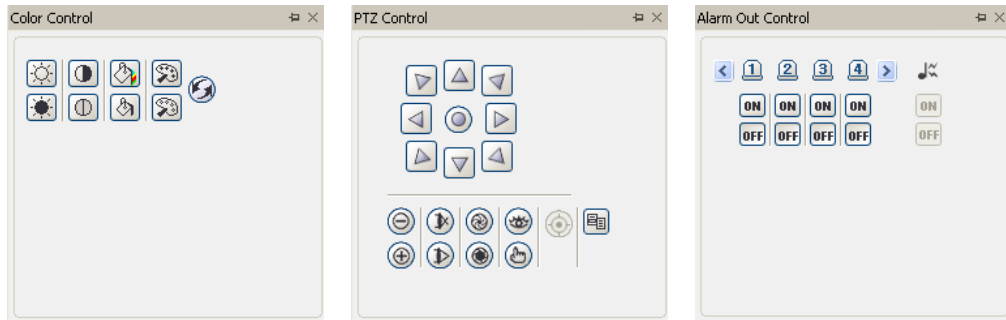 Color Control
PTZ Control
Alarm Out Control
1 2 3 4
ON ON ON ON ON
OFF OFF OFF OFF OFF